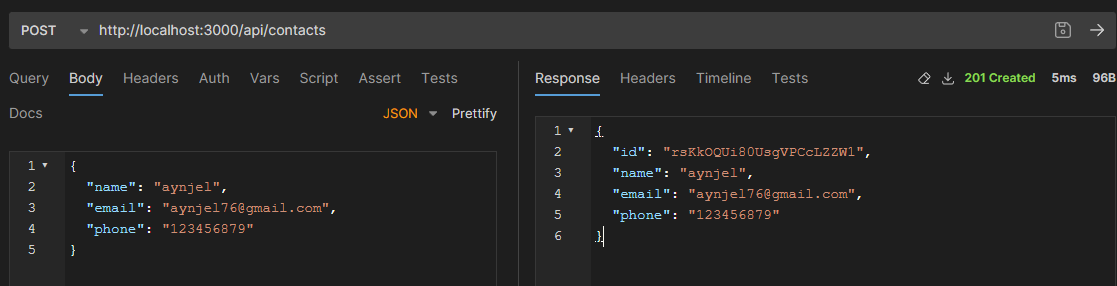 POST http://localhost:3000/api/contacts
Query Body Headers Auth Vars Script Assert Tests
Docs JSON Prettify
1 {
2 "name": "aynjel",
3 "email": "aynjel76@gmail.com",
4 "phone": "123456879"
5 }
Response Headers Timeline Tests 201 Created 5ms 96B
1 {
2 "id": "rsKkOQUi80UsgVPCcLZZW1",
3 "name": "aynjel",
4 "email": "aynjel76@gmail.com",
5 "phone": "123456879"
6 }